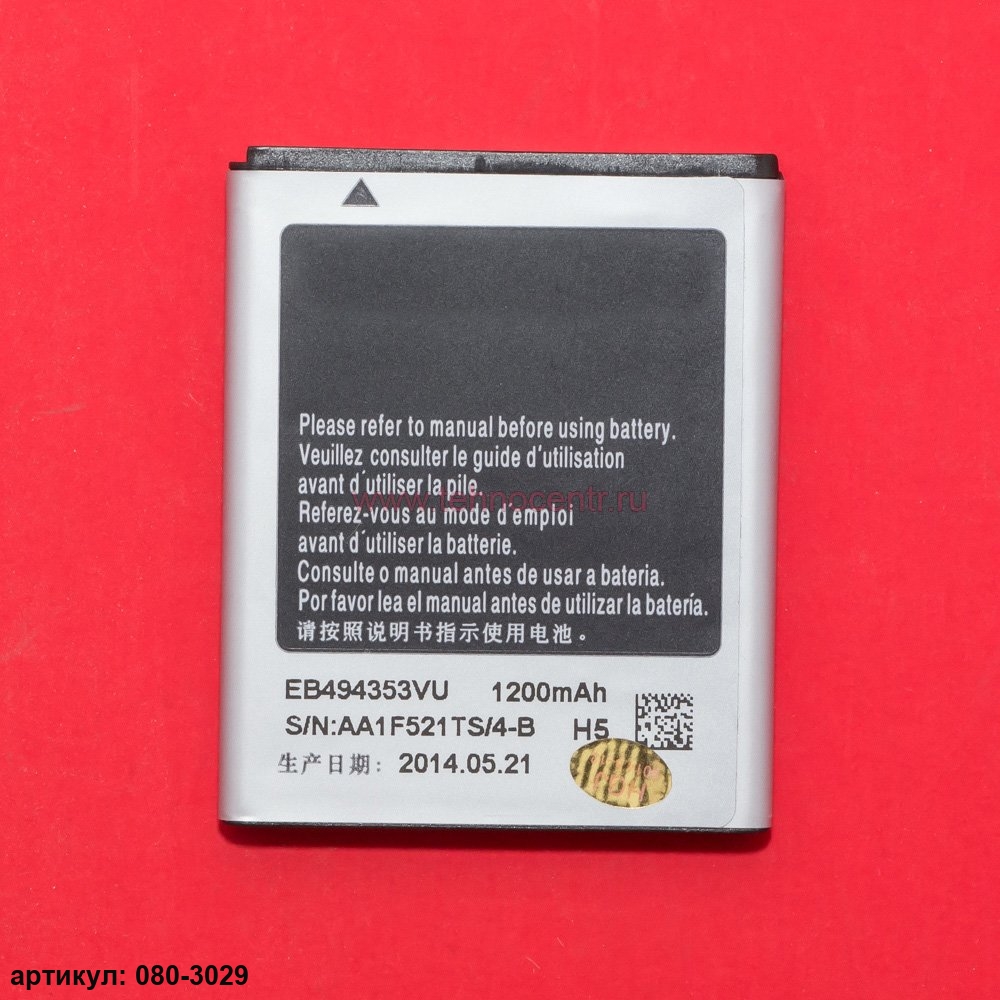 Please refer to manual before using battery.
Veuillez consulter le guide d'utilisation
avant d'utiliser la pile.
www.tehnocentr.ru
Referez-vous au mode d'emploi
avant d'utiliser la batterie.
Consulte o manual antes de usar a bateria.
Por favor lea el manual antes de utilizar la batería.
请按照说明书指示使用电池。
EB494353VU 1200mAh
S/N:AA1F521TS/4-B H5
生产日期: 2014.05.21
артикул: 080-3029